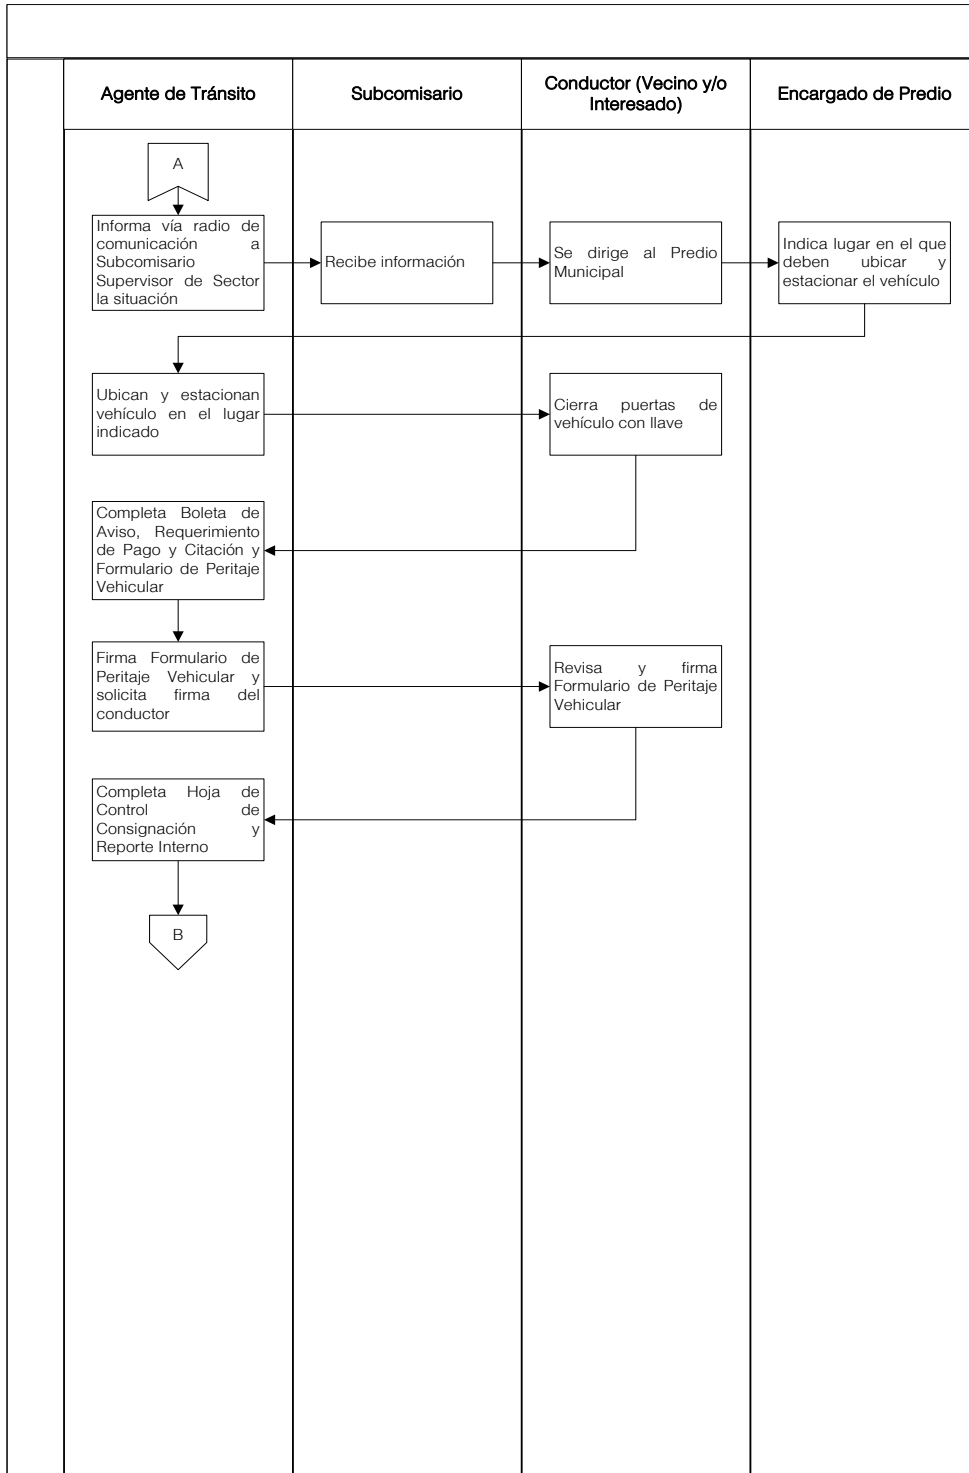 Agente de Tránsito
Subcomisario
Conductor (Vecino y/o
Interesado)
Encargado de Predio
A
Informa vía radio de
comunicación a
Subcomisario
Supervisor de Sector
la situación
Recibe información
Se dirige al Predio
Municipal
Indica lugar en el que
deben ubicar y
estacionar el vehículo
Ubican y estacionan
vehículo en el lugar
indicado
Cierra puertas de
vehículo con llave
Completa Boleta de
Aviso, Requerimiento
de Pago y Citación y
Formulario de Peritaje
Vehicular
Firma Formulario de
Peritaje Vehicular y
solicita firma del
conductor
Revisa y firma
Formulario de Peritaje
Vehicular
Completa Hoja de
Control de
Consignación y
Reporte Interno
B